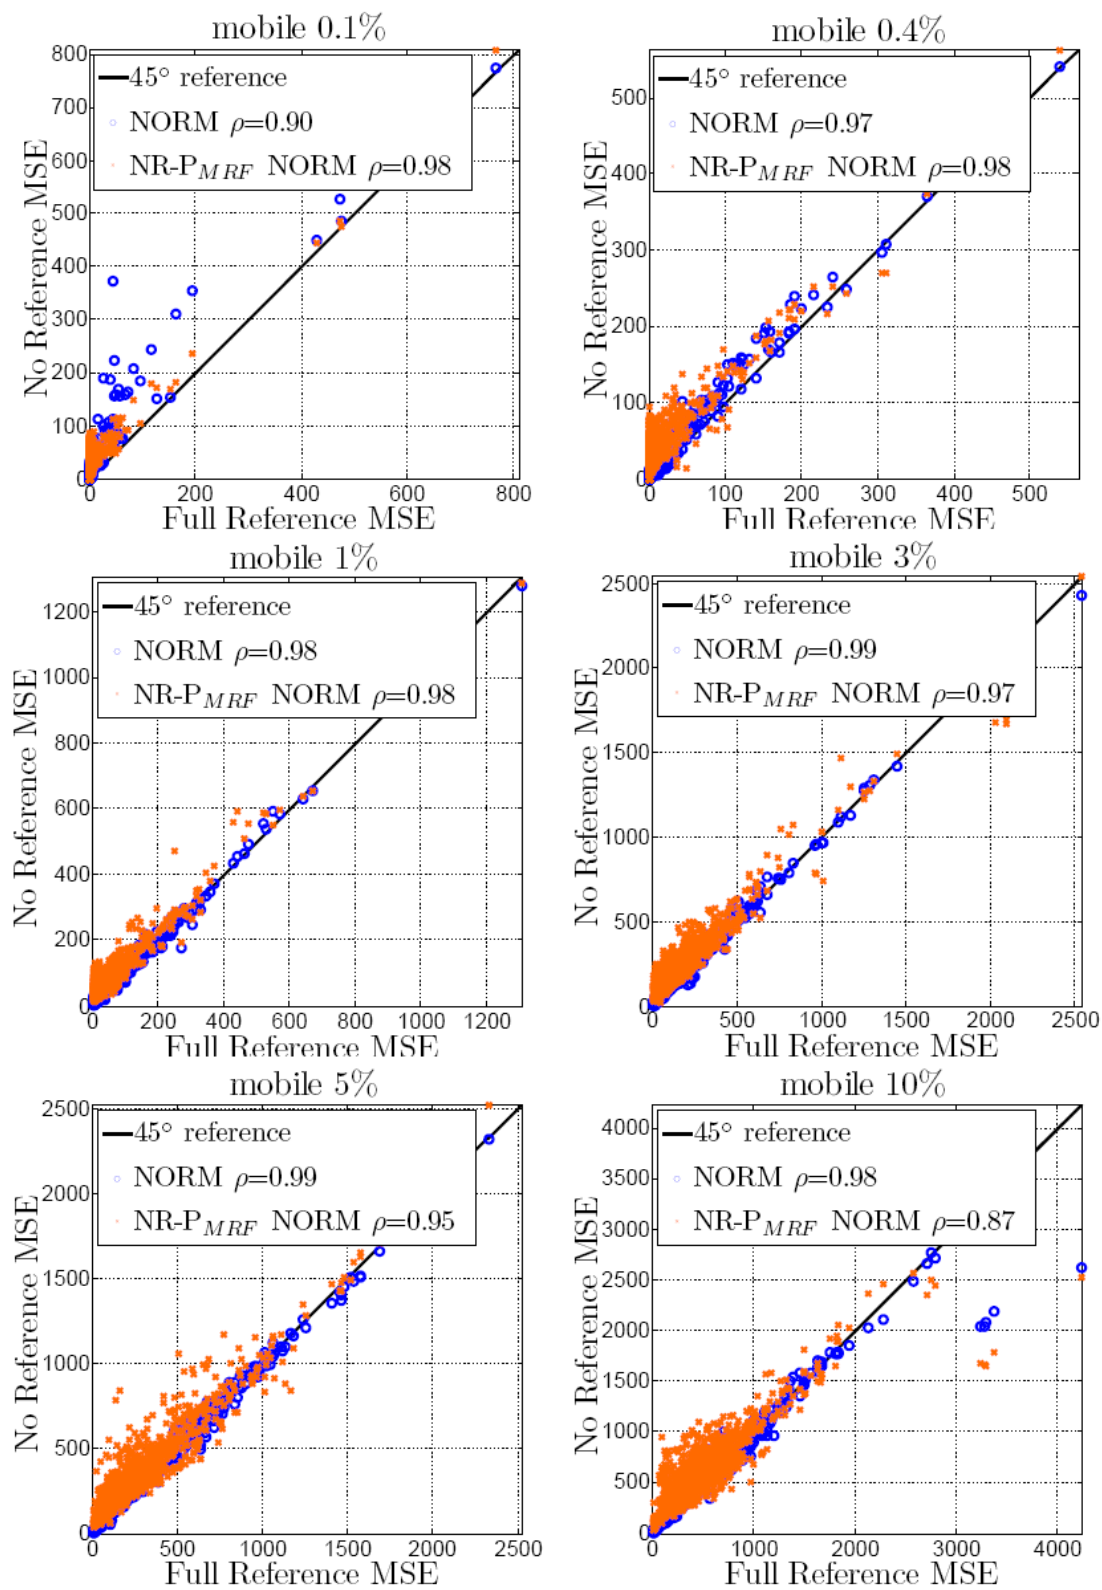 mobile 0.1%
800
700
600
500
400
300
200
100
0
0 200 400 600 800
No Reference MSE
Full Reference MSE
45° reference
NORM ρ=0.90
NR-P_MRF NORM ρ=0.98
mobile 0.4%
500
400
300
200
100
0
0 100 200 300 400 500
No Reference MSE
Full Reference MSE
45° reference
NORM ρ=0.97
NR-P_MRF NORM ρ=0.98
mobile 1%
1200
1000
800
600
400
200
0
0 200 400 600 800 1000 1200
No Reference MSE
Full Reference MSE
45° reference
NORM ρ=0.98
NR-P_MRF NORM ρ=0.98
mobile 3%
2500
2000
1500
1000
500
0
0 500 1000 1500 2000 2500
No Reference MSE
Full Reference MSE
45° reference
NORM ρ=0.99
NR-P_MRF NORM ρ=0.97
mobile 5%
2500
2000
1500
1000
500
0
0 500 1000 1500 2000 2500
No Reference MSE
Full Reference MSE
45° reference
NORM ρ=0.99
NR-P_MRF NORM ρ=0.95
mobile 10%
4000
3500
3000
2500
2000
1500
1000
500
0
0 1000 2000 3000 4000
No Reference MSE
Full Reference MSE
45° reference
NORM ρ=0.98
NR-P_MRF NORM ρ=0.87